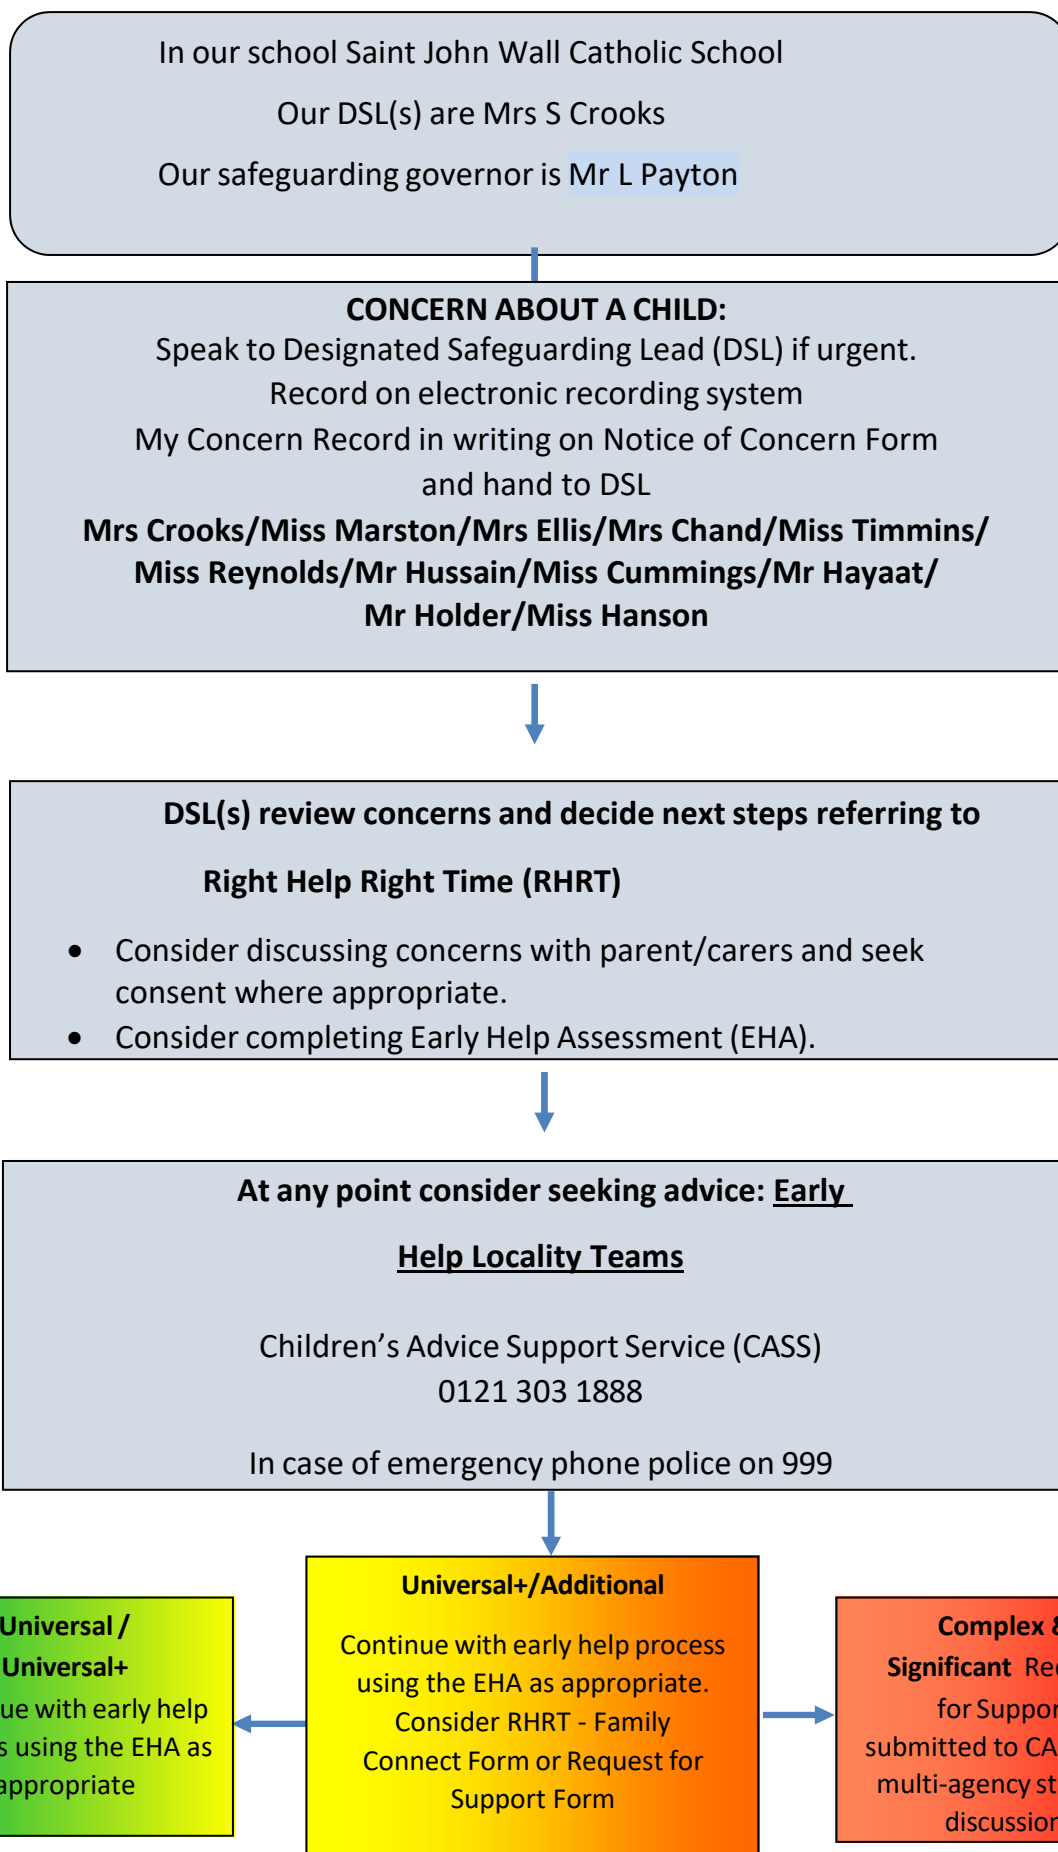 In our school Saint John Wall Catholic School
Our DSL(s) are Mrs S Crooks
Our safeguarding governor is Mr L Payton
CONCERN ABOUT A CHILD:
Speak to Designated Safeguarding Lead (DSL) if urgent.
Record on electronic recording system
My Concern Record in writing on Notice of Concern Form
and hand to DSL
Mrs Crooks/Miss Marston/Mrs Ellis/Mrs Chand/Miss Timmins/
Miss Reynolds/Mr Hussain/Miss Cummings/Mr Hayaat/
Mr Holder/Miss Hanson
DSL(s) review concerns and decide next steps referring to
Right Help Right Time (RHRT)
• Consider discussing concerns with parent/carers and seek
consent where appropriate.
• Consider completing Early Help Assessment (EHA).
At any point consider seeking advice: Early
Help Locality Teams
Children’s Advice Support Service (CASS)
0121 303 1888
In case of emergency phone police on 999
Universal /
Universal+
with early help
using the EHA as
appropriate
Universal+/Additional
Continue with early help process
using the EHA as appropriate.
Consider RHRT - Family
Connect Form or Request for
Support Form
Complex &
Significant
for Support
submitted to
multi-agency
discussion